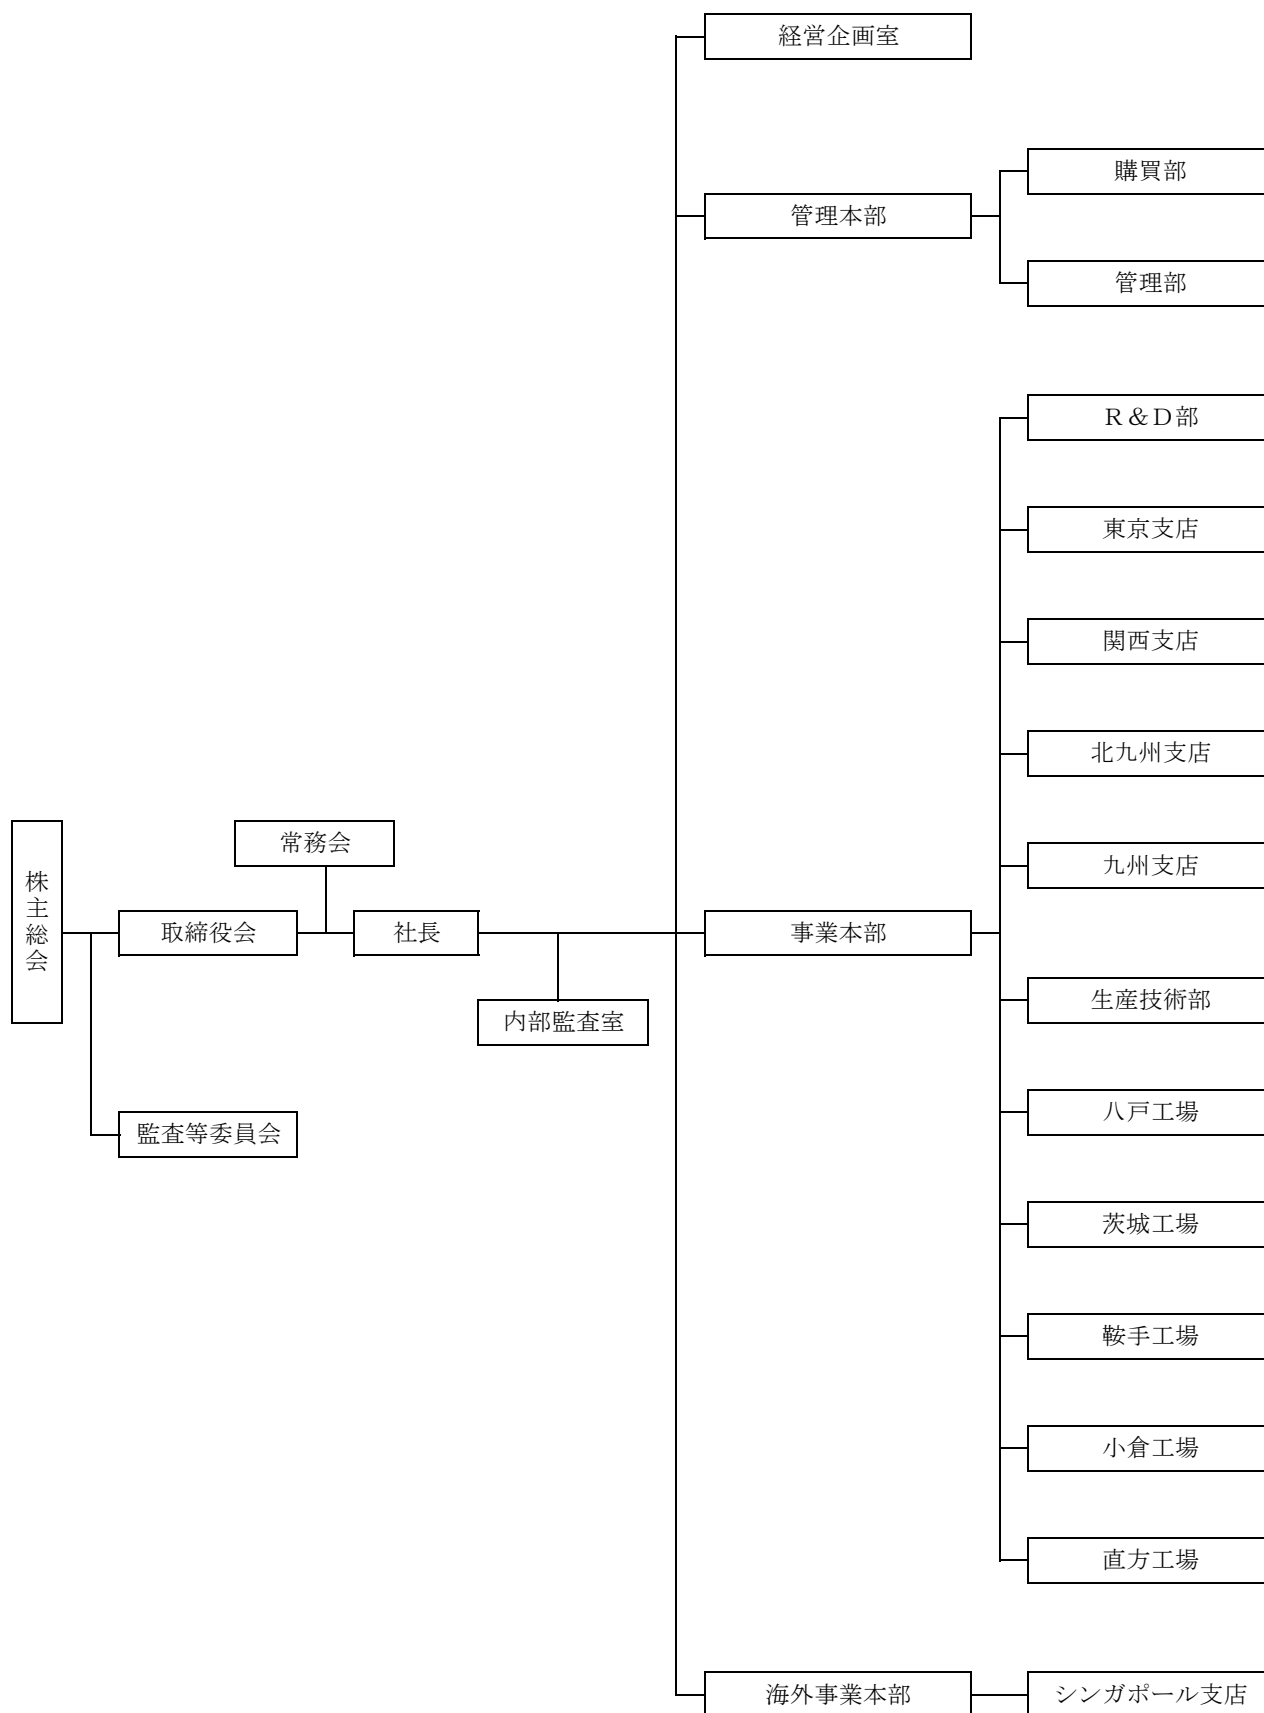 経営企画室
購買部
管理本部
管理部
Ｒ＆Ｄ部
東京支店
関西支店
北九州支店
常務会
九州支店
株主総会
取締役会
社長
事業本部
生産技術部
内部監査室
八戸工場
監査等委員会
茨城工場
鞍手工場
小倉工場
直方工場
海外事業本部
シンガポール支店